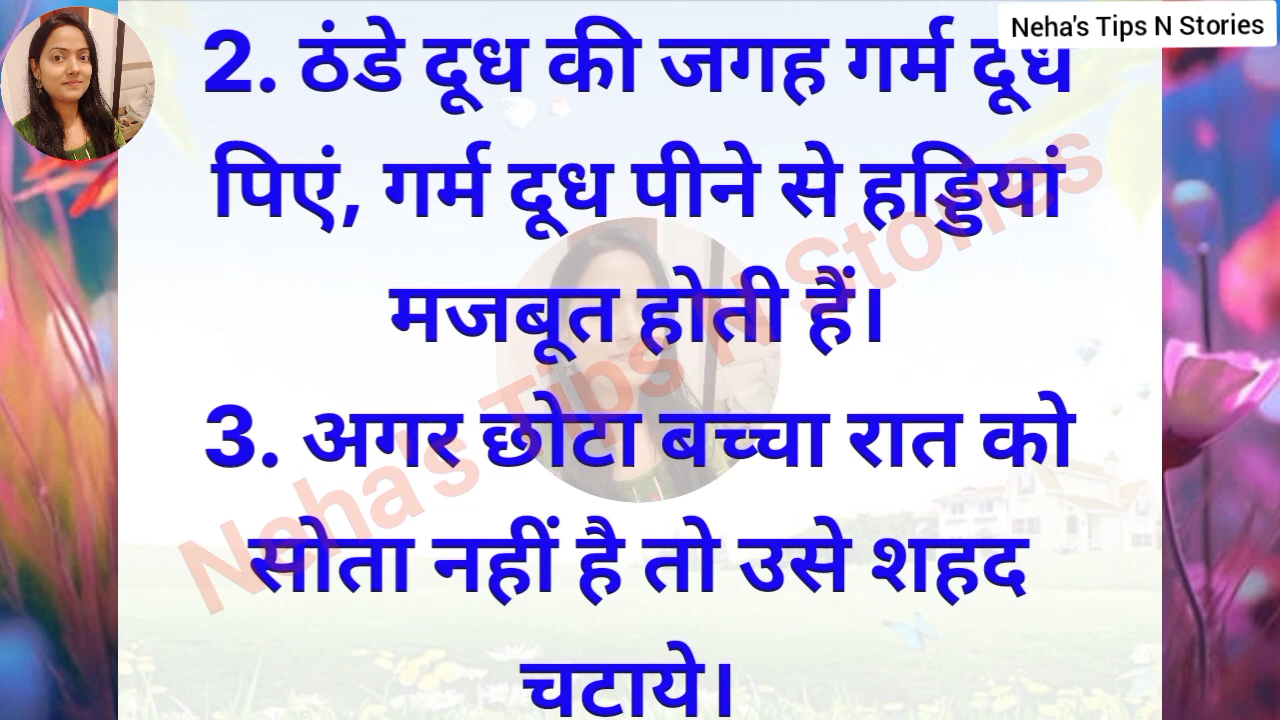 Neha's Tips N Stories
2. ठंडे दूध की जगह गर्म दूध
पिएं, गर्म दूध पीने से हड्डियां
मजबूत होती हैं।
3. अगर छोटा बच्चा रात को
सोता नहीं है तो उसे शहद
चटाये।
Neha's Tips N Stories